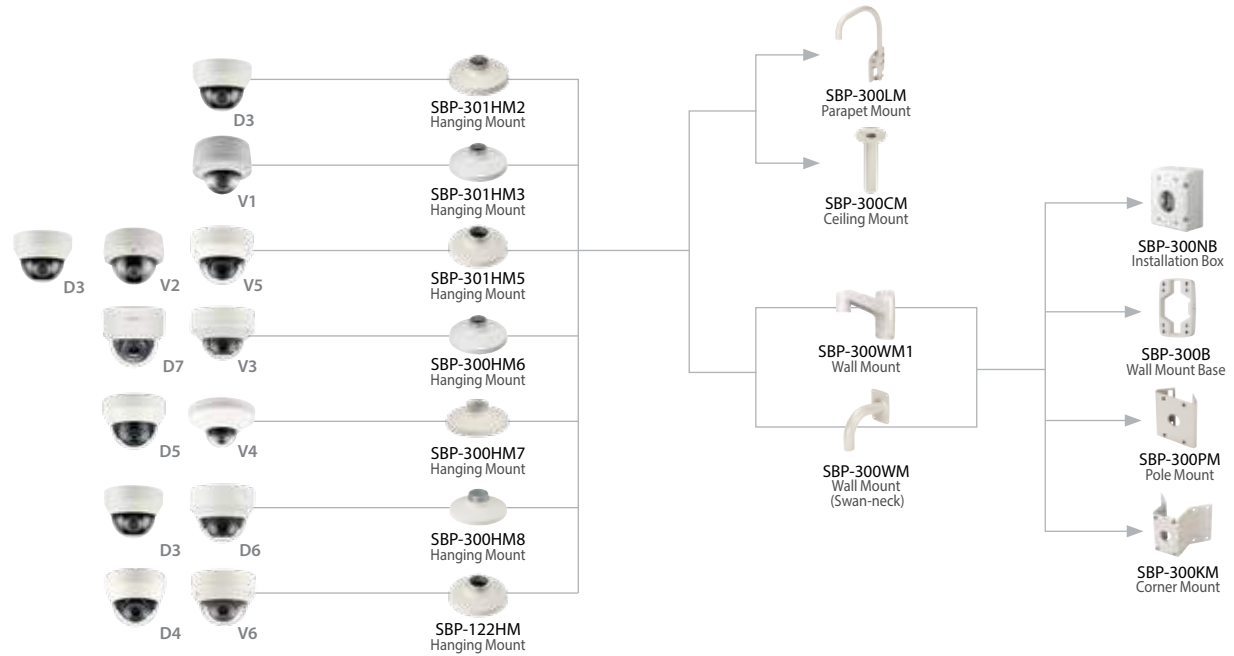 D3
SBP-301HM2
Hanging Mount
V1
SBP-301HM3
Hanging Mount
D3
V2
V5
SBP-301HM5
Hanging Mount
D7
V3
SBP-300HM6
Hanging Mount
D5
V4
SBP-300HM7
Hanging Mount
D3
D6
SBP-300HM8
Hanging Mount
D4
V6
SBP-122HM
Hanging Mount
SBP-300LM
Parapet Mount
SBP-300CM
Ceiling Mount
SBP-300WM1
Wall Mount
SBP-300WM
Wall Mount
(Swan-neck)
SBP-300NB
Installation Box
SBP-300B
Wall Mount Base
SBP-300PM
Pole Mount
SBP-300KM
Corner Mount